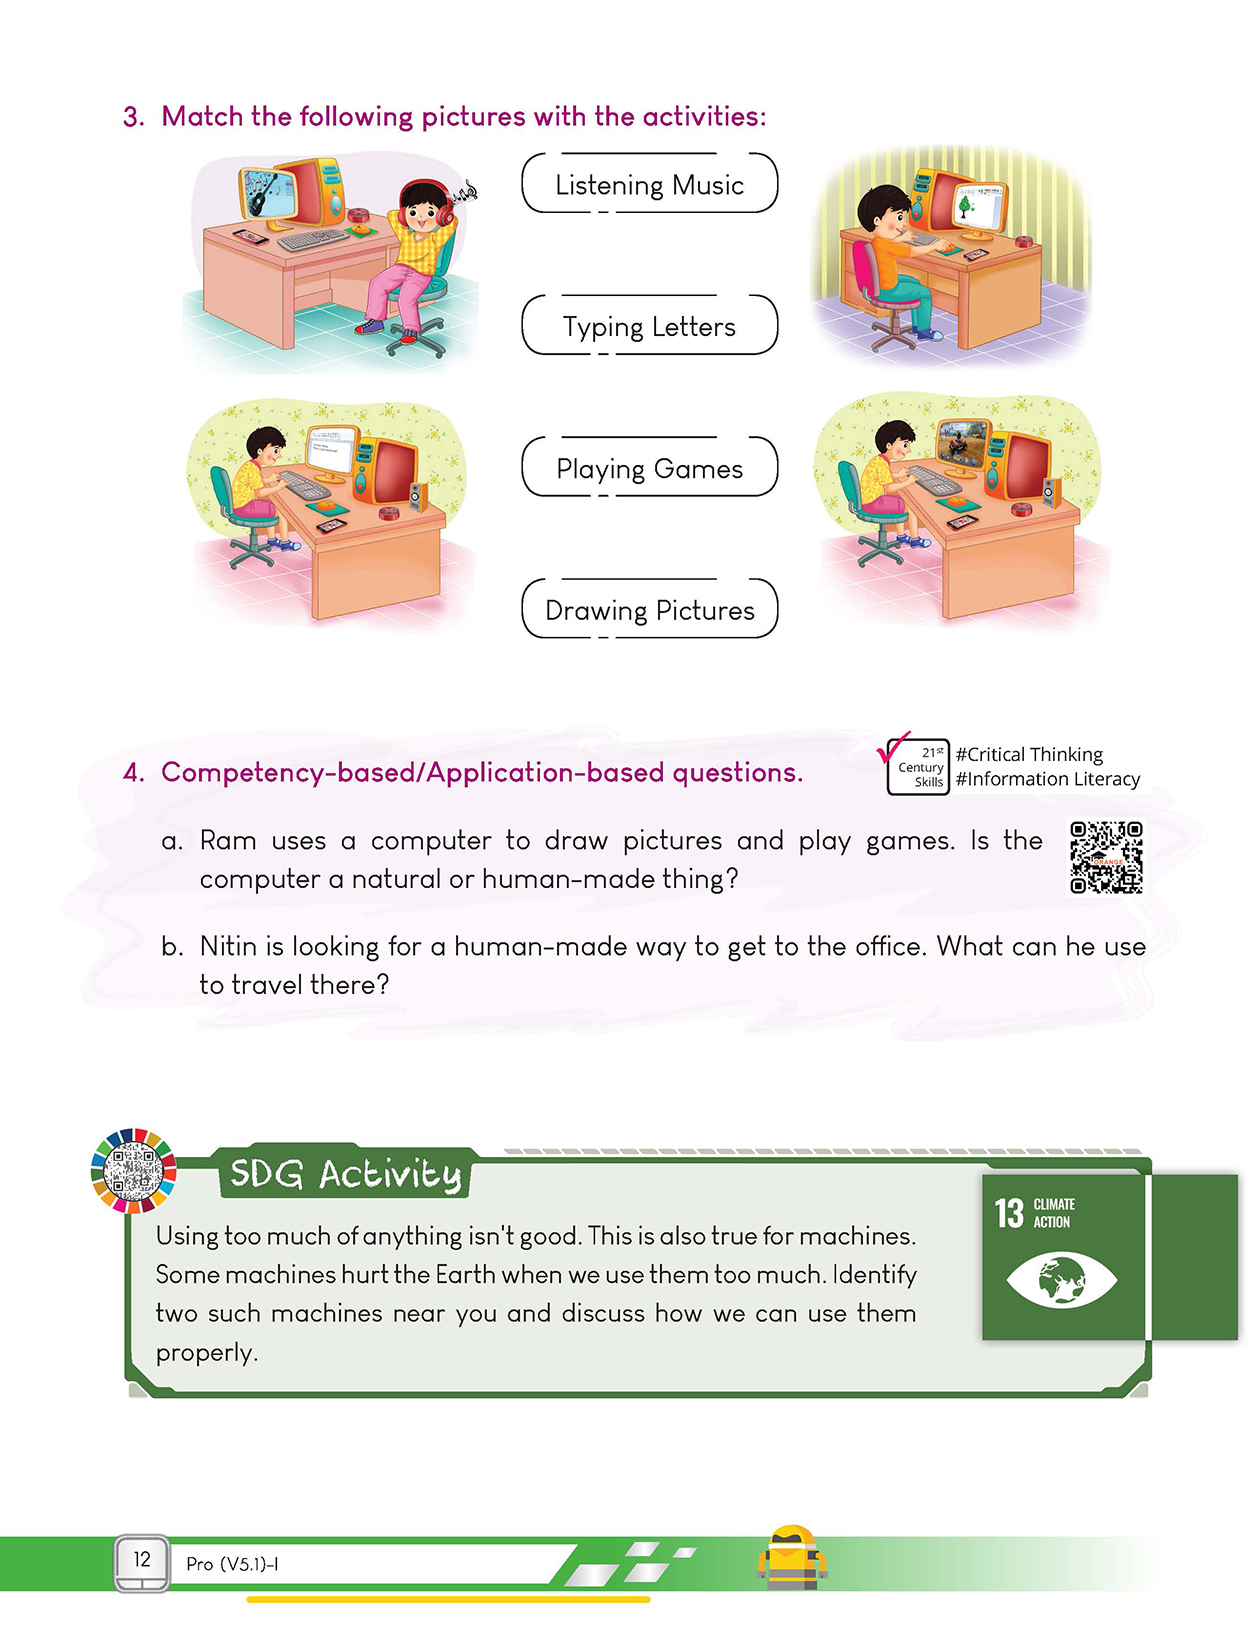 3. Match the following pictures with the activities:
Listening Music
Typing Letters
Playing Games
Drawing Pictures
4. Competency-based/Application-based questions.
21st
Century
Skills
#Critical Thinking
#Information Literacy
a. Ram uses a computer to draw pictures and play games. Is the
computer a natural or human-made thing?
ORANGE
b. Nitin is looking for a human-made way to get to the office. What can he use
to travel there?
SDG Activity
Using too much of anything isn't good. This is also true for machines.
Some machines hurt the Earth when we use them too much. Identify
two such machines near you and discuss how we can use them
properly.
13 CLIMATE
ACTION
12
Pro (V5.1)-I